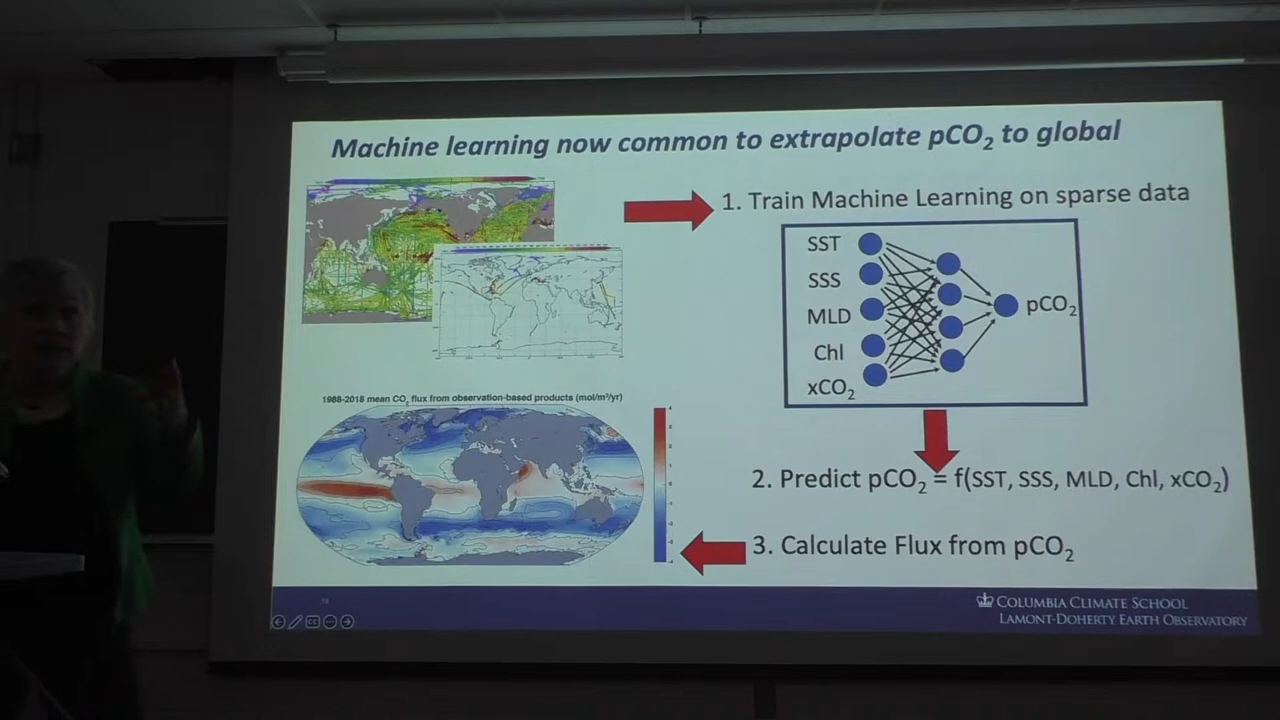 Machine learning now common to extrapolate pCO₂ to global
1. Train Machine Learning on sparse data
SST
SSS
MLD
Chl
xCO₂
pCO₂
2. Predict pCO₂ = f(SST, SSS, MLD, Chl, xCO₂)
3. Calculate Flux from pCO₂
1988-2018 mean CO₂ flux from observation-based products (mol/m²/yr)
COLUMBIA CLIMATE SCHOOL
LAMONT-DOHERTY EARTH OBSERVATORY